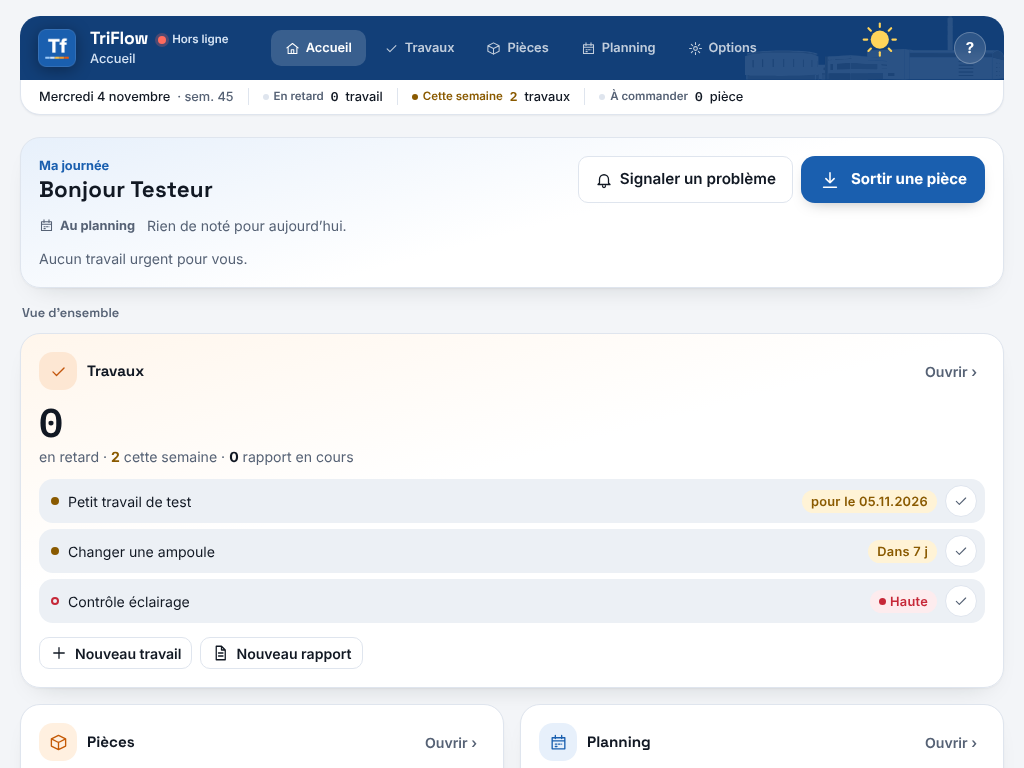 Tf TriFlow Hors ligne
Accueil
Accueil Travaux Pièces Planning Options ?
Mercredi 4 novembre · sem. 45 En retard 0 travail Cette semaine 2 travaux À commander 0 pièce
Ma journée
Bonjour Testeur
Signaler un problème Sortir une pièce
Au planning Rien de noté pour aujourd’hui.
Aucun travail urgent pour vous.
Vue d’ensemble
Travaux Ouvrir ›
0
en retard · 2 cette semaine · 0 rapport en cours
Petit travail de test pour le 05.11.2026
Changer une ampoule Dans 7 j
Contrôle éclairage Haute
Nouveau travail Nouveau rapport
Pièces Ouvrir › Planning Ouvrir ›